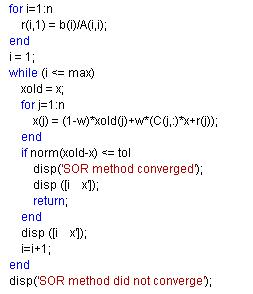 for i=1:n
r(i,1) = b(i)/A(i,i);
end
i = 1;
while (i <= max)
xold = x;
for j=1:n
x(j) = (1-w)*xold(j)+w*(C(j,:)*x+r(j));
end
if norm(xold-x) <= tol
disp('SOR method converged');
disp ([i x']);
return;
end
disp ([i x']);
i=i+1;
end
disp('SOR method did not converge');